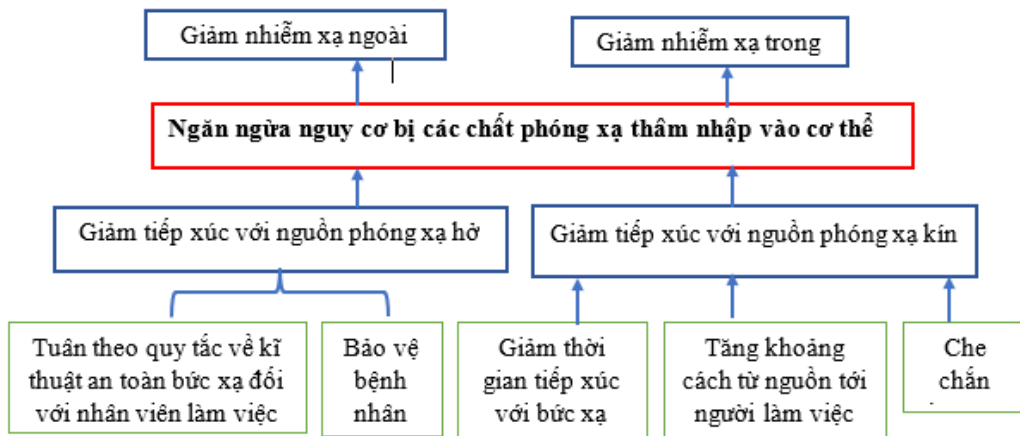 Giảm nhiễm xạ ngoài
Giảm nhiễm xạ trong
Ngăn ngừa nguy cơ bị các chất phóng xạ thâm nhập vào cơ thể
Giảm tiếp xúc với nguồn phóng xạ hở
Giảm tiếp xúc với nguồn phóng xạ kín
Tuân theo quy tắc về kĩ
thuật an toàn bức xạ đối
với nhân viên làm việc
Bảo vệ
bệnh
nhân
Giảm thời
gian tiếp xúc
với bức xạ
Tăng khoảng
cách từ nguồn tới
người làm việc
Che
chắn